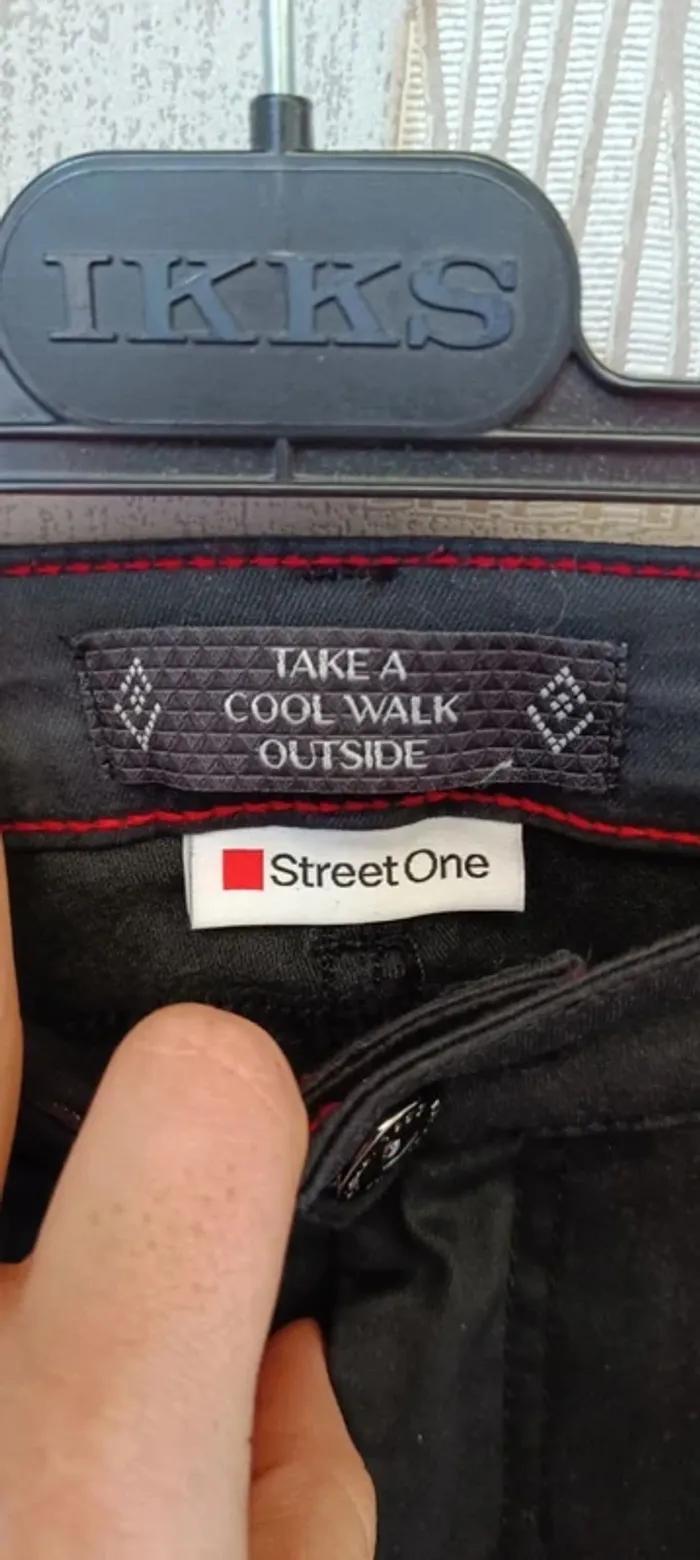 IKKS
TAKE A
COOL WALK
OUTSIDE
Street One